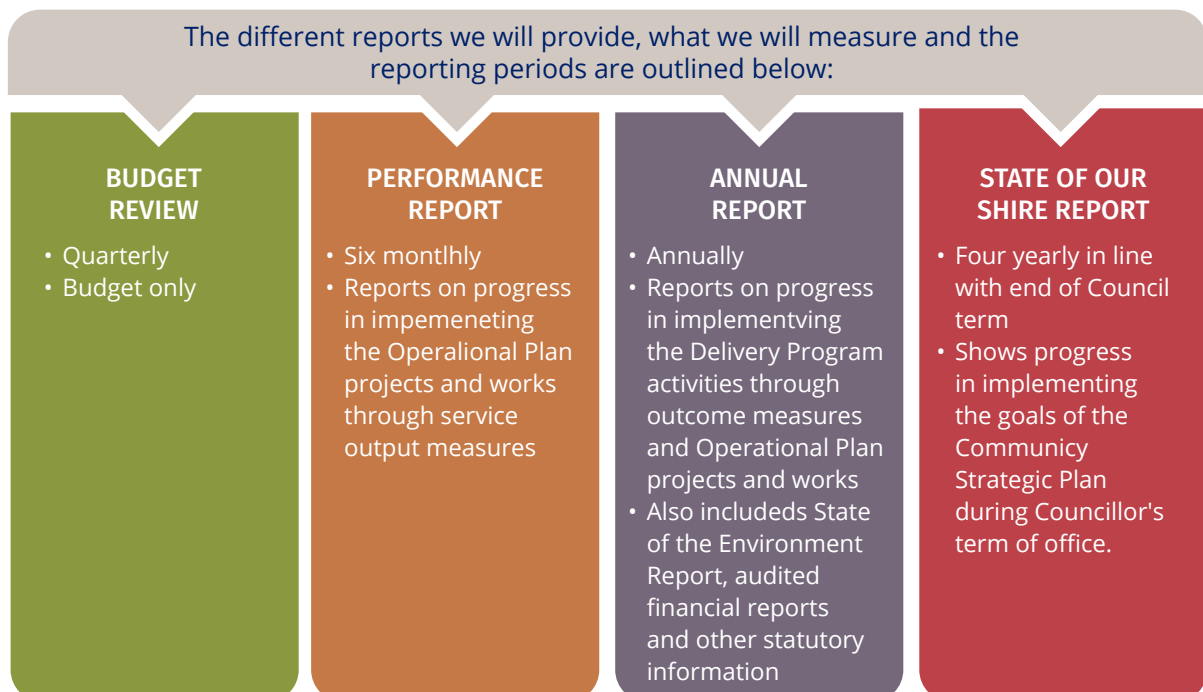 The different reports we will provide, what we will measure and the
reporting periods are outlined below:
BUDGET
REVIEW
• Quarterly
• Budget only
PERFORMANCE
REPORT
• Six montlhly
• Reports on progress
in impemeneting
the Operalional Plan
projects and works
through service
output measures
ANNUAL
REPORT
• Annually
• Reports on progress
in implementving
the Delivery Program
activities through
outcome measures
and Operational Plan
projects and works
• Also includeds State
of the Environment
Report, audited
financial reports
and other statutory
information
STATE OF OUR
SHIRE REPORT
• Four yearly in line
with end of Council
term
• Shows progress
in implementing
the goals of the
Communicy
Strategic Plan
during Councillor's
term of office.